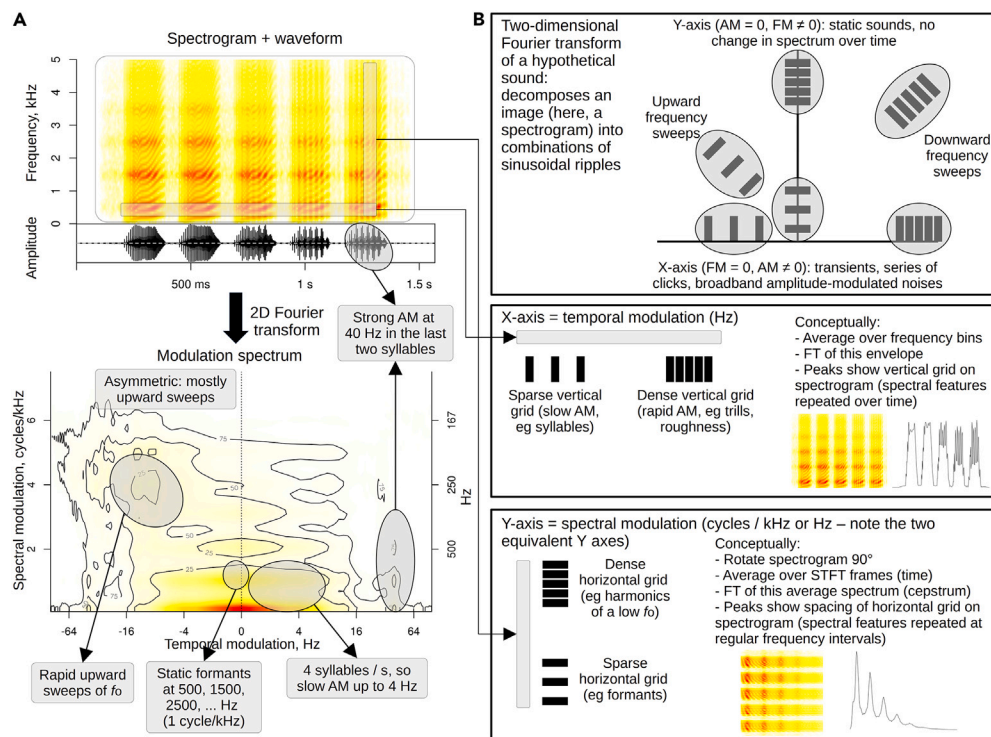 A
Spectrogram + waveform
Frequency, kHz
5
4
3
2
1
0
Amplitude
500 ms
1 s
1.5 s
2D Fourier
transform
Strong AM at
40 Hz in the last
two syllables
Modulation spectrum
Asymmetric: mostly
upward sweeps
Spectral modulation, cycles/kHz
6
4
2
167
250
500
Hz
75
50
50
25
25
75
75
-64
-16
-4
0
4
16
64
Temporal modulation, Hz
Rapid upward
sweeps of fo
Static formants
at 500, 1500,
2500, ... Hz
(1 cycle/kHz)
4 syllables / s, so
slow AM up to 4 Hz
B
Two-dimensional
Fourier transform
of a hypothetical
sound:
decomposes an
image (here, a
spectrogram) into
combinations of
sinusoidal ripples
Y-axis (AM = 0, FM ≠ 0): static sounds, no
change in spectrum over time
Upward
frequency
sweeps
Downward
frequency
sweeps
X-axis (FM = 0, AM ≠ 0): transients, series of
clicks, broadband amplitude-modulated noises
X-axis = temporal modulation (Hz)
Sparse vertical
grid (slow AM,
eg syllables)
Dense vertical grid
(rapid AM, eg trills,
roughness)
Conceptually:
- Average over frequency bins
- FT of this envelope
- Peaks show vertical grid on
spectrogram (spectral features
repeated over time)
Y-axis = spectral modulation (cycles / kHz or Hz – note the two
equivalent Y axes)
Dense
horizontal grid
(eg harmonics
of a low fo)
Sparse
horizontal grid
(eg formants)
Conceptually:
- Rotate spectrogram 90°
- Average over STFT frames (time)
- FT of this average spectrum (cepstrum)
- Peaks show spacing of horizontal grid on
spectrogram (spectral features repeated at
regular frequency intervals)